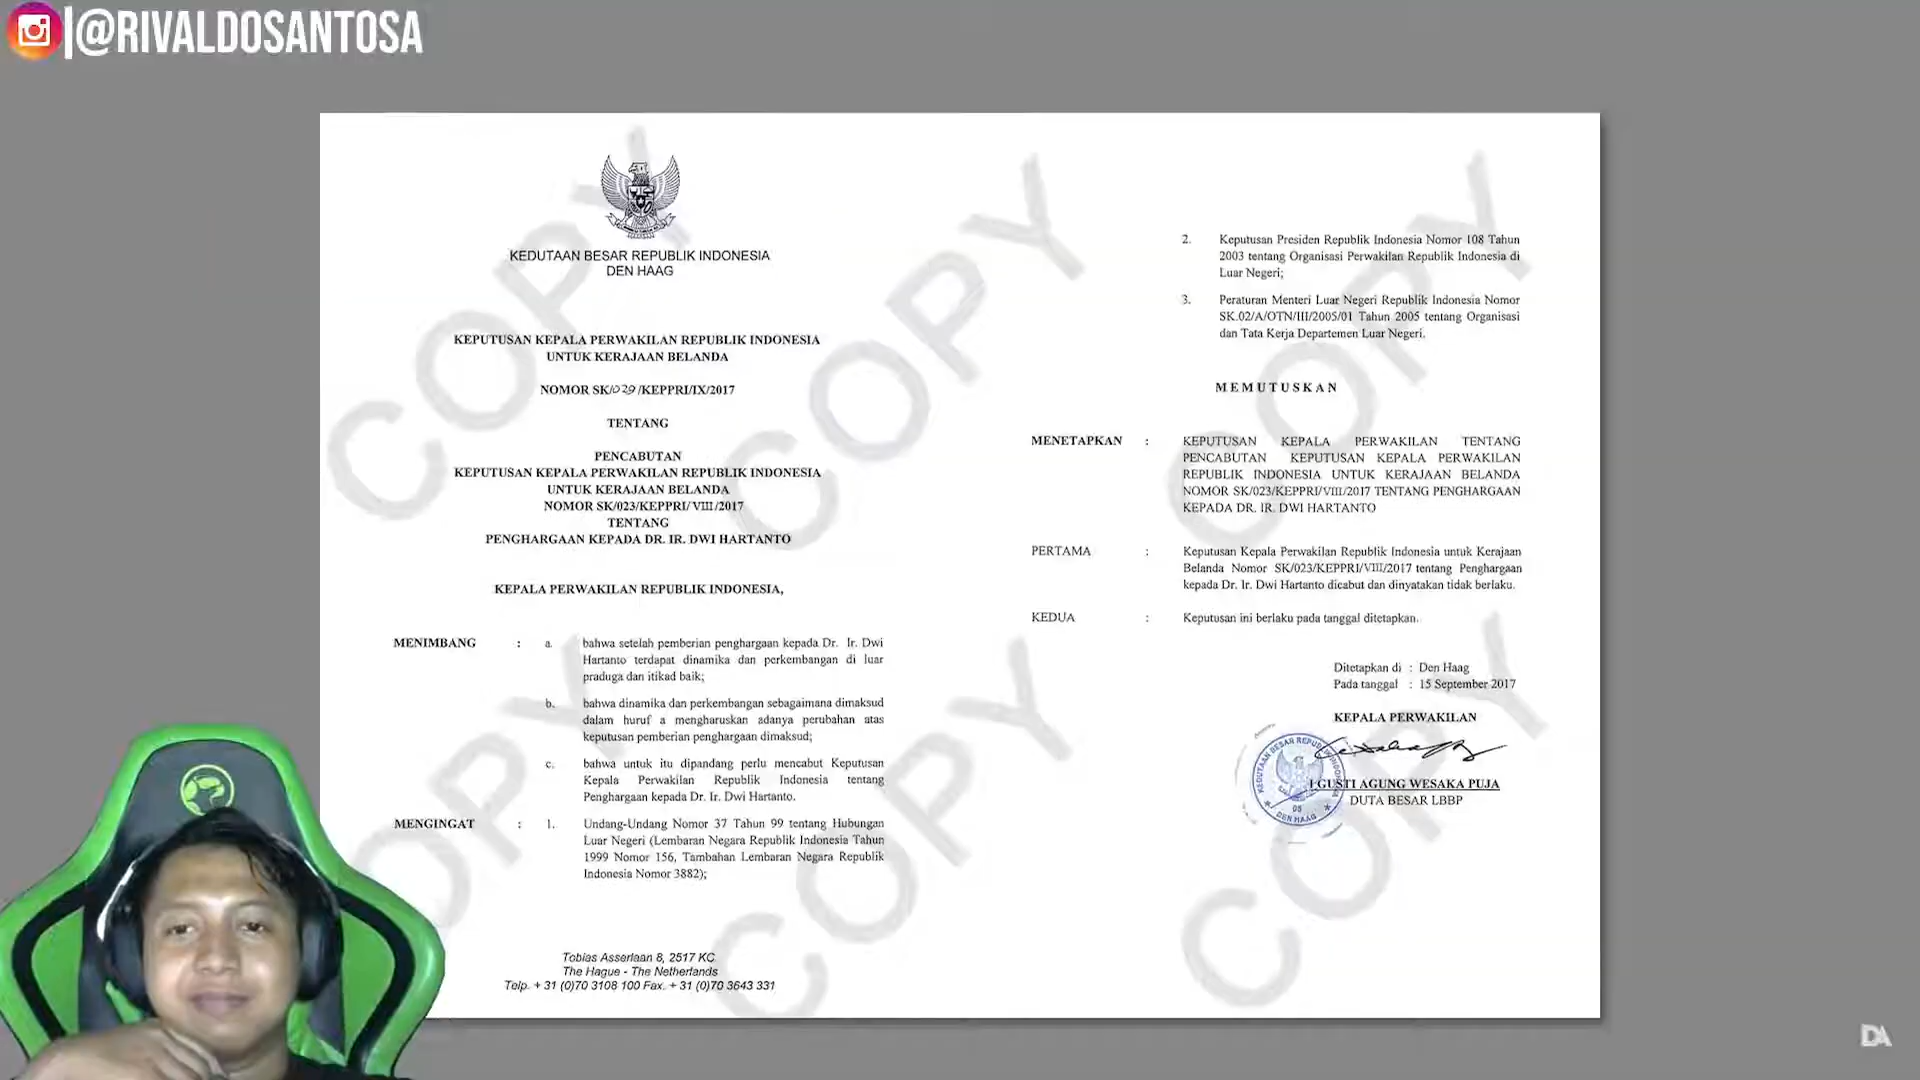 |@RIVALDOSANTOSA
KEDUTAAN BESAR REPUBLIK INDONESIA
DEN HAAG
KEPUTUSAN KEPALA PERWAKILAN REPUBLIK INDONESIA
UNTUK KERAJAAN BELANDA
NOMOR SK/029/KEPPRI/IX/2017
TENTANG
PENCABUTAN
KEPUTUSAN KEPALA PERWAKILAN REPUBLIK INDONESIA
UNTUK KERAJAAN BELANDA
NOMOR SK/023/KEPPRI/VIII/2017
TENTANG
PENGHARGAAN KEPADA DR. IR. DWI HARTANTO
KEPALA PERWAKILAN REPUBLIK INDONESIA,
MENIMBANG : a. bahwa setelah pemberian penghargaan kepada Dr. Ir. Dwi
Hartanto terdapat dinamika dan perkembangan di luar
praduga dan itikad baik;
b. bahwa dinamika dan perkembangan sebagaimana dimaksud
dalam huruf a mengharuskan adanya perubahan atas
keputusan pemberian penghargaan dimaksud;
c. bahwa untuk itu dipandang perlu mencabut Keputusan
Kepala Perwakilan Republik Indonesia tentang
Penghargaan kepada Dr. Ir. Dwi Hartanto.
MENGINGAT : 1. Undang-Undang Nomor 37 Tahun 99 tentang Hubungan
Luar Negeri (Lembaran Negara Republik Indonesia Tahun
1999 Nomor 156, Tambahan Lembaran Negara Republik
Indonesia Nomor 3882);
Tobias Asserlaan 8, 2517 KC
The Hague - The Netherlands
Telp. + 31 (0)70 3108 100 Fax. + 31 (0)70 3643 331
2. Keputusan Presiden Republik Indonesia Nomor 108 Tahun
2003 tentang Organisasi Perwakilan Republik Indonesia di
Luar Negeri;
3. Peraturan Menteri Luar Negeri Republik Indonesia Nomor
SK.02/A/OTN/III/2005/01 Tahun 2005 tentang Organisasi
dan Tata Kerja Departemen Luar Negeri.
MEMUTUSKAN
MENETAPKAN : KEPUTUSAN KEPALA PERWAKILAN TENTANG
PENCABUTAN KEPUTUSAN KEPALA PERWAKILAN
REPUBLIK INDONESIA UNTUK KERAJAAN BELANDA
NOMOR SK/023/KEPPRI/VIII/2017 TENTANG PENGHARGAAN
KEPADA DR. IR. DWI HARTANTO
PERTAMA : Keputusan Kepala Perwakilan Republik Indonesia untuk Kerajaan
Belanda Nomor SK/023/KEPPRI/VIII/2017 tentang Penghargaan
kepada Dr. Ir. Dwi Hartanto dicabut dan dinyatakan tidak berlaku.
KEDUA : Keputusan ini berlaku pada tanggal ditetapkan.
Ditetapkan di : Den Haag
Pada tanggal : 15 September 2017
KEPALA PERWAKILAN
KEDUTAAN BESAR REPUBLIK INDONESIA
05
DEN HAAG
I GUSTI AGUNG WESAKA PUJA
DUTA BESAR LBBP
COPY
COPY
COPY
COPY
COPY
COPY
DA